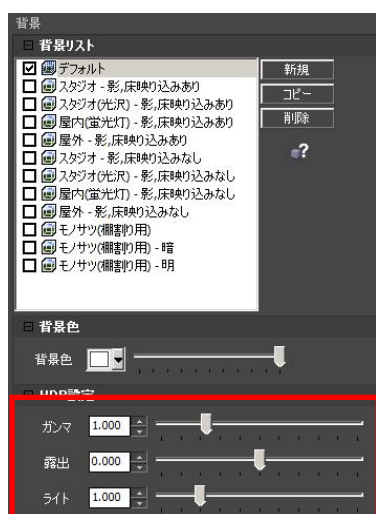 背景
背景リスト
デフォルト
スタジオ - 影,床映り込みあり
スタジオ(光沢) - 影,床映り込みあり
屋内(蛍光灯) - 影,床映り込みあり
屋外 - 影,床映り込みあり
スタジオ - 影,床映り込みなし
スタジオ(光沢) - 影,床映り込みなし
屋内(蛍光灯) - 影,床映り込みなし
屋外 - 影,床映り込みなし
モノサツ(棚割り用)
モノサツ(棚割り用) - 暗
モノサツ(棚割り用) - 明
新規
コピー
削除
?
背景色
背景色
ガンマ 1.000
露出 0.000
ライト 1.000